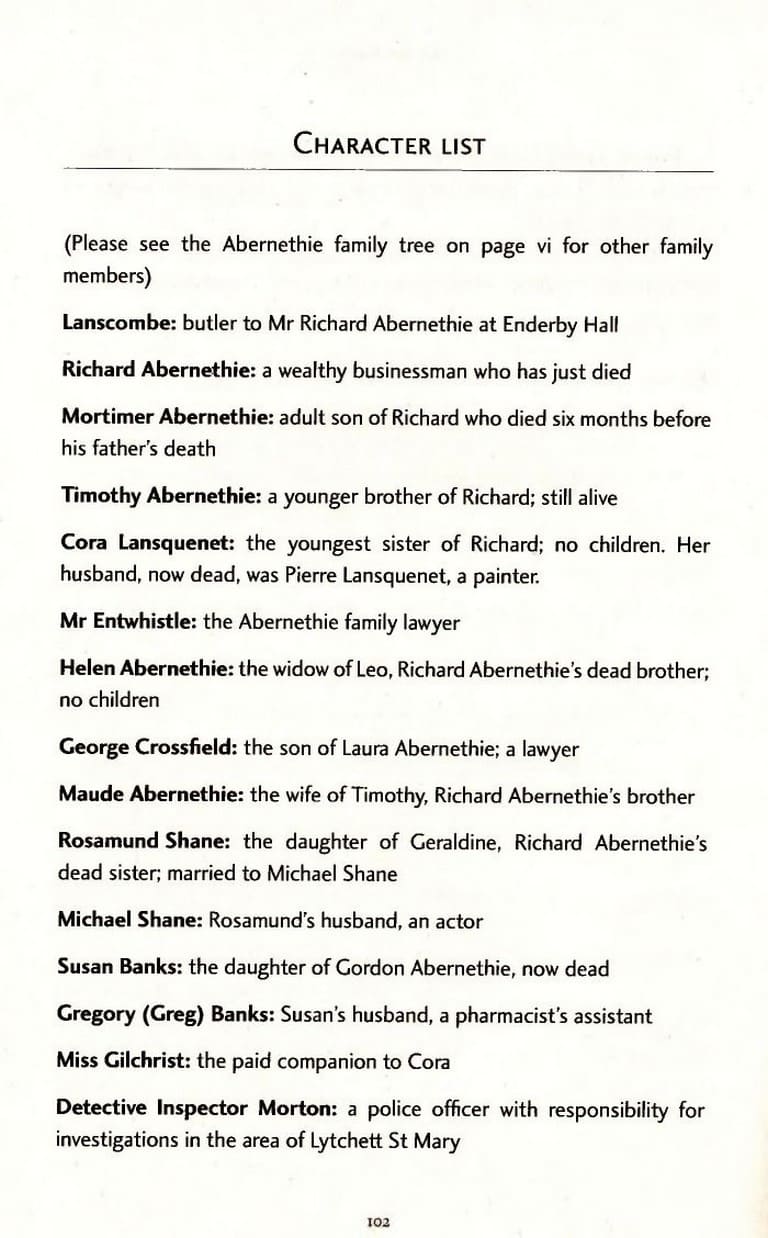 CHARACTER LIST
(Please see the Abernethie family tree on page vi for other family
members)
Lanscombe: butler to Mr Richard Abernethie at Enderby Hall
Richard Abernethie: a wealthy businessman who has just died
Mortimer Abernethie: adult son of Richard who died six months before
his father's death
Timothy Abernethie: a younger brother of Richard; still alive
Cora Lansquenet: the youngest sister of Richard; no children. Her
husband, now dead, was Pierre Lansquenet, a painter.
Mr Entwhistle: the Abernethie family lawyer
Helen Abernethie: the widow of Leo, Richard Abernethie's dead brother;
no children
George Crossfield: the son of Laura Abernethie; a lawyer
Maude Abernethie: the wife of Timothy, Richard Abernethie's brother
Rosamund Shane: the daughter of Geraldine, Richard Abernethie's
dead sister; married to Michael Shane
Michael Shane: Rosamund's husband, an actor
Susan Banks: the daughter of Gordon Abernethie, now dead
Gregory (Greg) Banks: Susan's husband, a pharmacist's assistant
Miss Gilchrist: the paid companion to Cora
Detective Inspector Morton: a police officer with responsibility for
investigations in the area of Lytchett St Mary
102